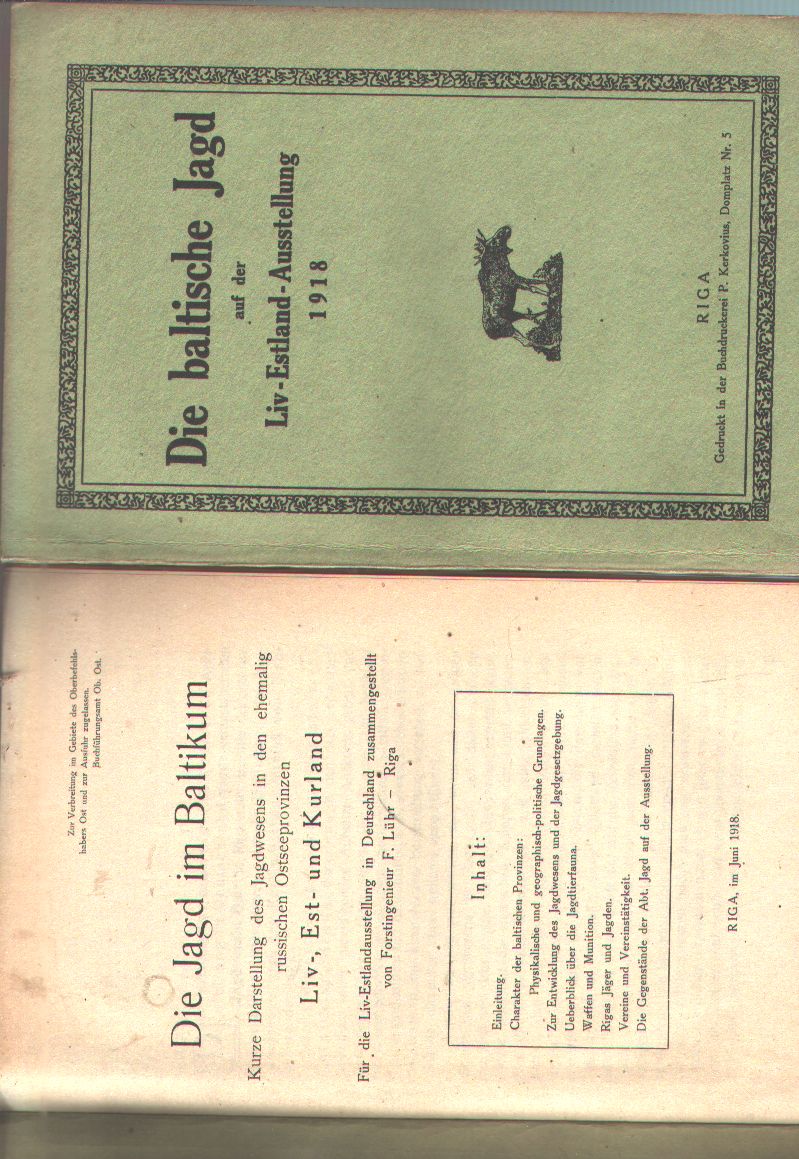 Die baltische Jagd
auf der
Liv-Estland-Ausstellung
1918
RIGA
Gedruckt in der Buchdruckerei P. Kerkovius, Domplatz Nr. 5
Zur Verbreitung im Gebiete des Oberbefehls-
habers Ost und zur Ausfuhr zugelassen.
Buchführungsamt Ob. Ost.
Die Jagd im Baltikum
Kurze Darstellung des Jagdwesens in den ehemalig
russischen Ostseeprovinzen
Liv-, Est- und Kurland
Für die Liv-Estlandausstellung in Deutschland zusammengestellt
von Forstingenieur F. Lühr — Riga
Inhalt:
Einleitung.
Charakter der baltischen Provinzen:
Physikalische und geographisch-politische Grundlagen.
Zur Entwicklung des Jagdwesens und der Jagdgesetzgebung.
Ueberblick über die Jagdtierfauna.
Waffen und Munition.
Rigas Jäger und Jagden.
Vereine und Vereinstätigkeit.
Die Gegenstände der Abt. Jagd auf der Ausstellung.
RIGA, im Juni 1918.